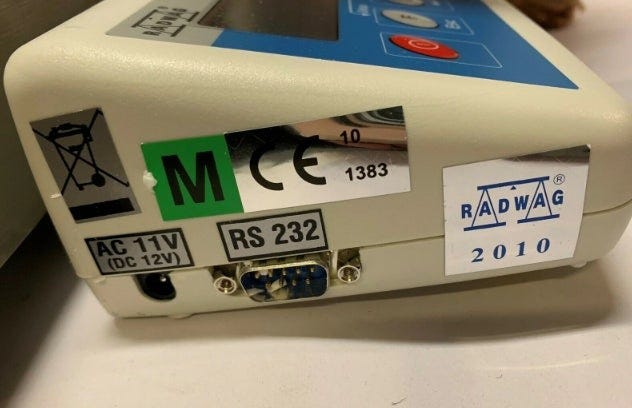 RADWAG
M
CE
10
1383
AC 11V
(DC 12V)
RS 232
RADWAG®
2010